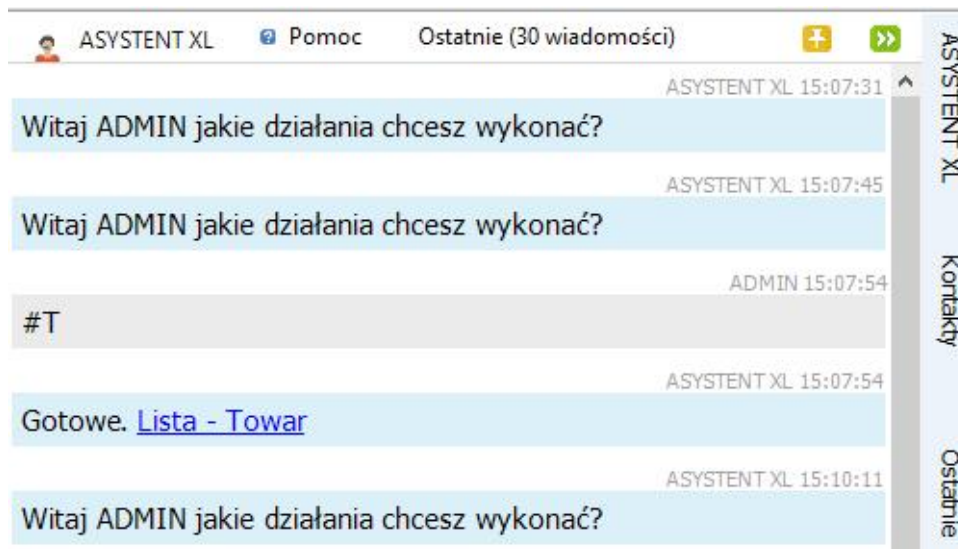 ASYSTENT XL Pomoc Ostatnie (30 wiadomości)
ASYSTENT XL 15:07:31
Witaj ADMIN jakie działania chcesz wykonać?
ASYSTENT XL 15:07:45
Witaj ADMIN jakie działania chcesz wykonać?
ADMIN 15:07:54
#T
ASYSTENT XL 15:07:54
Gotowe. Lista - Towar
ASYSTENT XL 15:10:11
Witaj ADMIN jakie działania chcesz wykonać?
ASYSTENT XL
Kontakty
Ostatnie